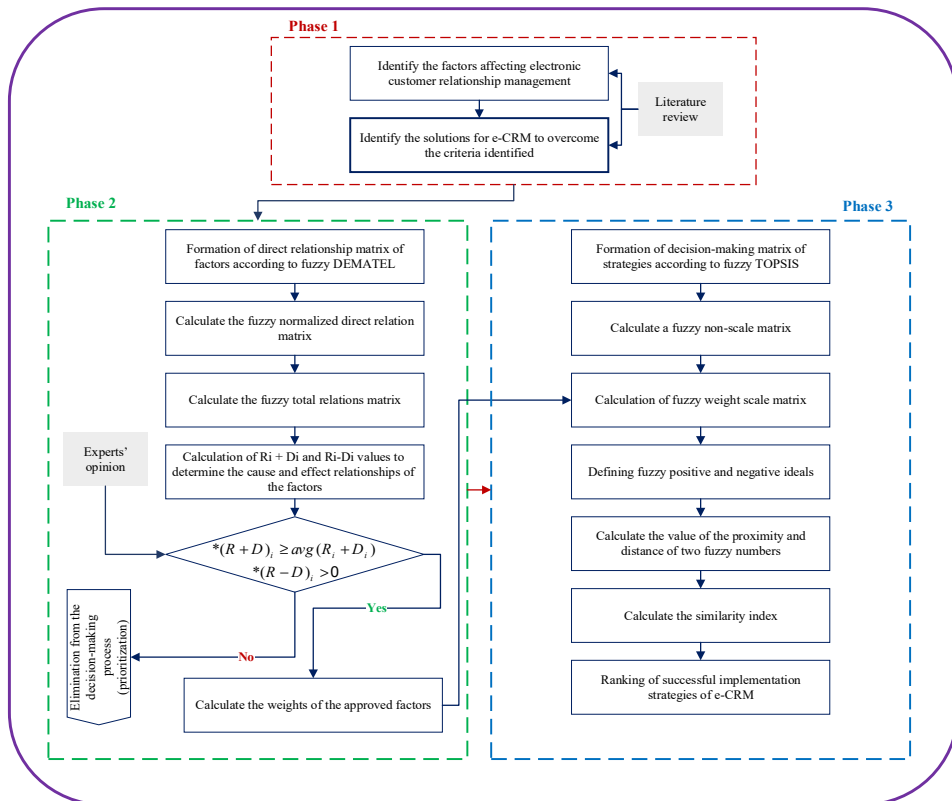 Phase 1
Identify the factors affecting electronic
customer relationship management
Literature
review
Identify the solutions for e-CRM to overcome
the criteria identified
Phase 2
Formation of direct relationship matrix of
factors according to fuzzy DEMATEL
Calculate the fuzzy normalized direct relation
matrix
Calculate the fuzzy total relations matrix
Experts'
opinion
Calculation of Ri + Di and Ri-Di values to
determine the cause and effect relationships of
the factors
*(R + D)i ≥ avg (Ri + Di)
*(R − D)i >0
Yes
No
Elimination from the
decision-making
process
(prioritization)
Calculate the weights of the approved factors
Phase 3
Formation of decision-making matrix of
strategies according to fuzzy TOPSIS
Calculate a fuzzy non-scale matrix
Calculation of fuzzy weight scale matrix
Defining fuzzy positive and negative ideals
Calculate the value of the proximity and
distance of two fuzzy numbers
Calculate the similarity index
Ranking of successful implementation
strategies of e-CRM